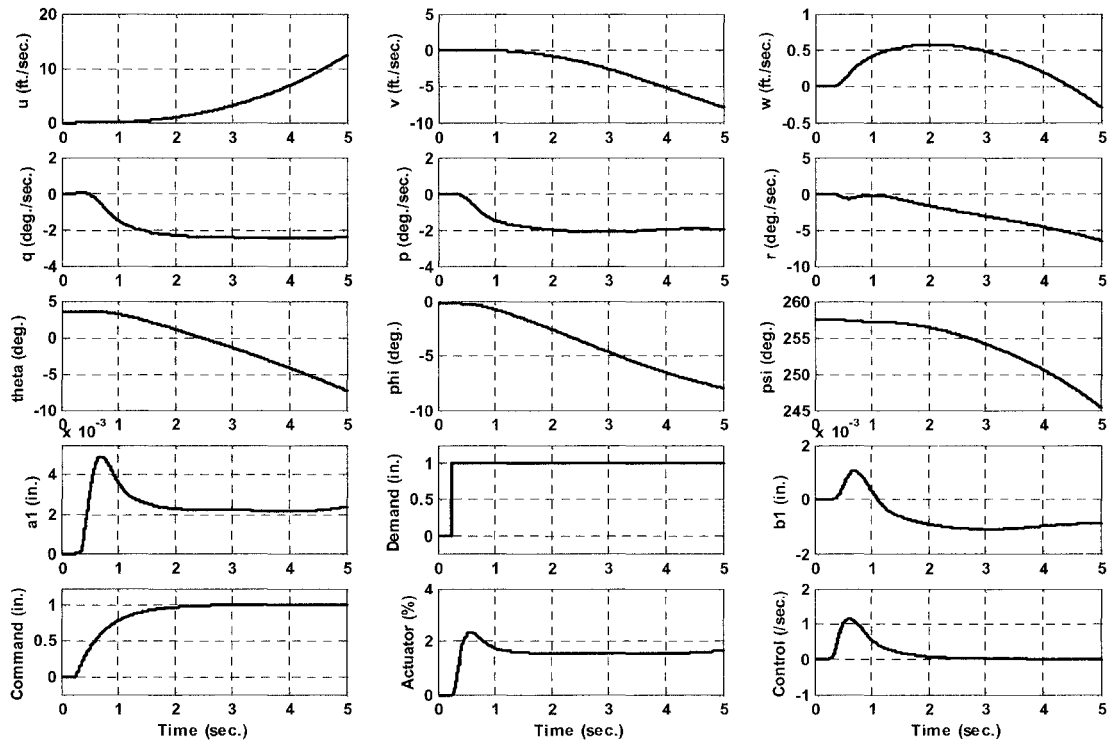 u (ft./sec.)
20
10
0
0 1 2 3 4 5
v (ft./sec.)
5
0
-5
-10
0 1 2 3 4 5
w (ft./sec.)
1
0.5
0
-0.5
0 1 2 3 4 5
q (deg./sec.)
2
0
-2
-4
0 1 2 3 4 5
p (deg./sec.)
2
0
-2
-4
0 1 2 3 4 5
r (deg./sec.)
5
0
-5
-10
0 1 2 3 4 5
theta (deg.)
5
0
-5
-10
0 1 2 3 4 5
phi (deg.)
0
-5
-10
0 1 2 3 4 5
psi (deg.)
260
255
250
245
0 1 2 3 4 5
x 10-3
a1 (in.)
4
2
0
0 1 2 3 4 5
Demand (in.)
1
0.5
0
0 1 2 3 4 5
x 10-3
b1 (in.)
2
0
-2
0 1 2 3 4 5
Command (in.)
1
0.5
0
0 1 2 3 4 5
Time (sec.)
Actuator (%)
4
2
0
0 1 2 3 4 5
Time (sec.)
Control (/sec.)
2
1
0
-1
0 1 2 3 4 5
Time (sec.)